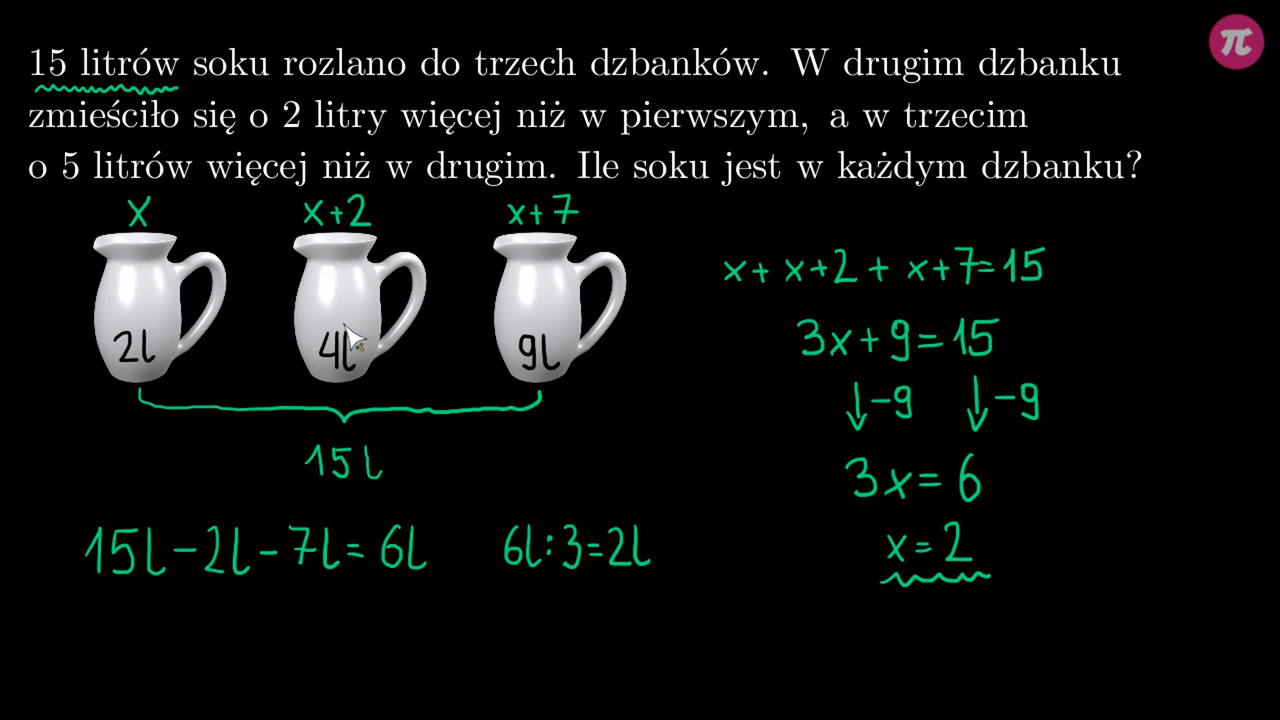 15 litrów soku rozlano do trzech dzbanków. W drugim dzbanku
zmieściło się o 2 litry więcej niż w pierwszym, a w trzecim
o 5 litrów więcej niż w drugim. Ile soku jest w każdym dzbanku?
x x+2 x+7
2l 4l 9l
15l
15l-2l-7l=6l 6l:3=2l
x+x+2+x+7=15
3x+9=15
↓-9 ↓-9
3x=6
x=2
π